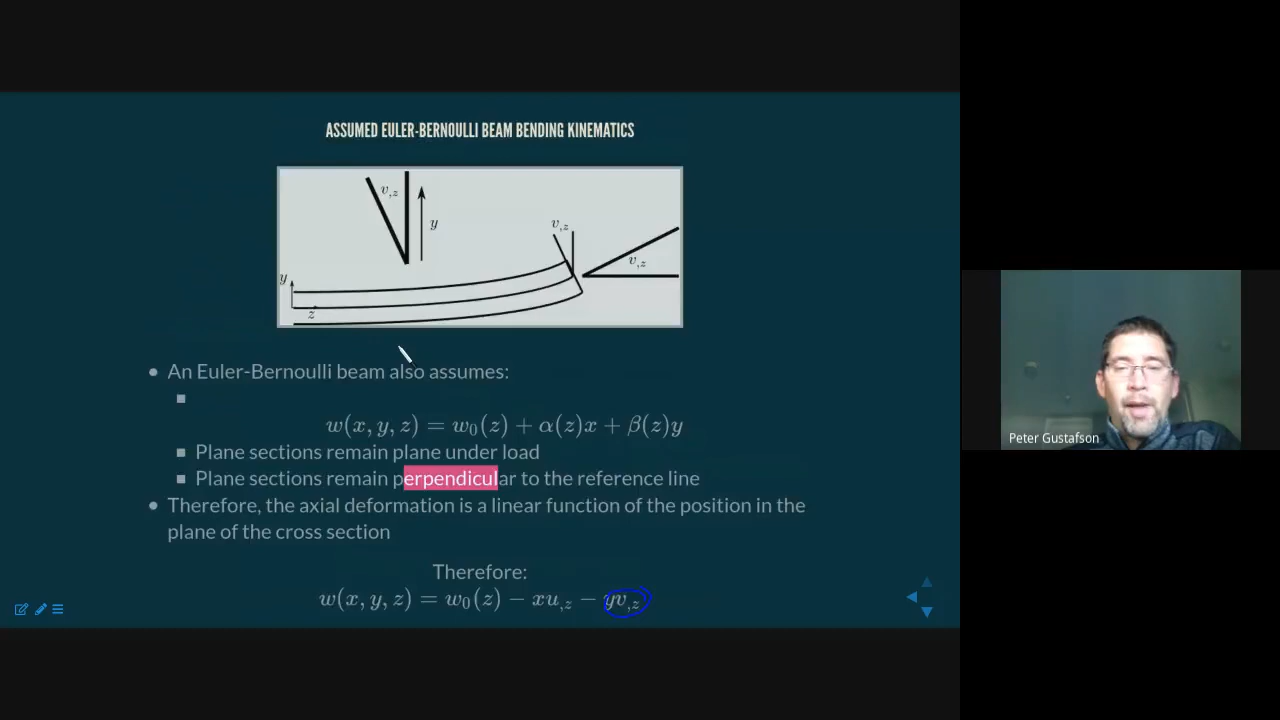 ASSUMED EULER-BERNOULLI BEAM BENDING KINEMATICS
v,z
y
v,z
v,z
y
z
• An Euler-Bernoulli beam also assumes:
w(x, y, z) = w₀(z) + α(z)x + β(z)y
Plane sections remain plane under load
Plane sections remain perpendicular to the reference line
• Therefore, the axial deformation is a linear function of the position in the
plane of the cross section
Therefore:
w(x, y, z) = w₀(z) − xu,z − yv,z
Peter Gustafson